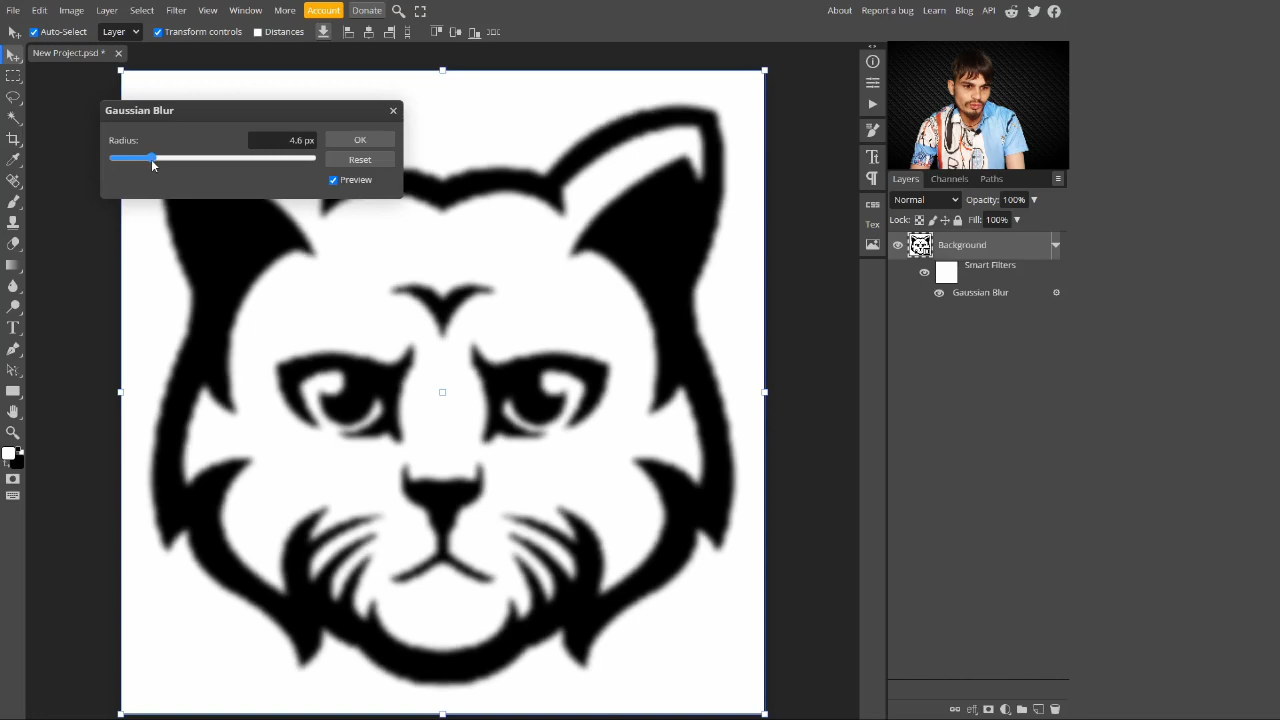 File Edit Image Layer Select Filter View Window More Account Donate About Report a bug Learn Blog API
Auto-Select Layer Transform controls Distances
New Project.psd *
Gaussian Blur
Radius: 4.6 px OK
Reset
Preview
Layers Channels Paths
Normal Opacity: 100%
Lock: Fill: 100%
Background
Smart Filters
Gaussian Blur
CSS
Tex
eff